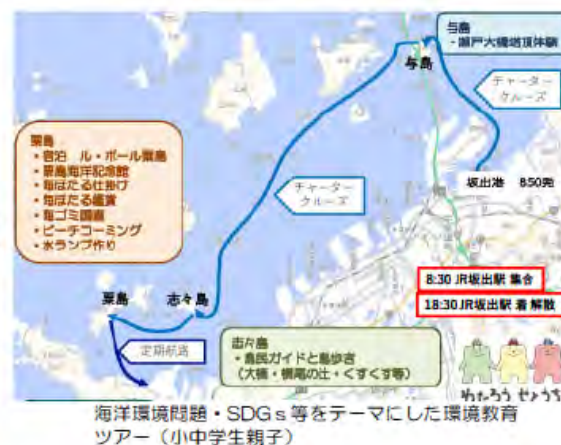 与島
・瀬戸大橋塔頂体験
与島
チャーター
クルーズ
坂出港 850発
粟島
・宿泊 ル・ポール粟島
・粟島海洋記念館
・海ほたる仕掛け
・海ほたる鑑賞
・海ゴミ調査
・ビーチコーミング
・水ランプ作り
チャーター
クルーズ
8:30 JR坂出駅 集合
18:30 JR坂出駅 着 解散
粟島
志々島
定期航路
志々島
・島民ガイドと島歩き
(大楠・横尾の辻・くすくす等)
わたろう せとうち
海洋環境問題・SDGs等をテーマにした環境教育
ツアー(小中学生親子)